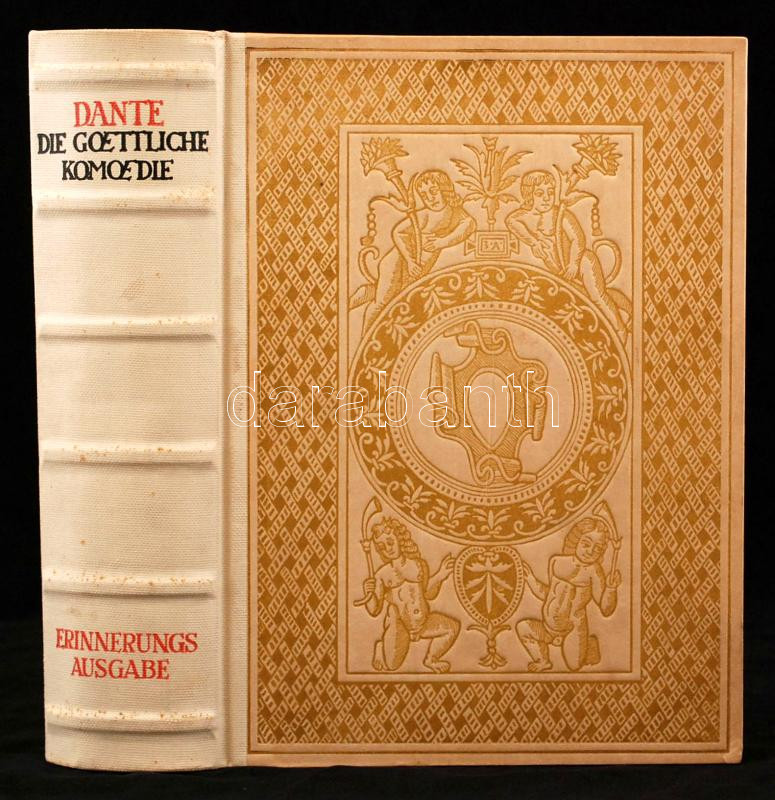 DANTE
DIE GOETTLICHE
KOMOEDIE
ERINNERUNGS
AUSGABE
darabanth